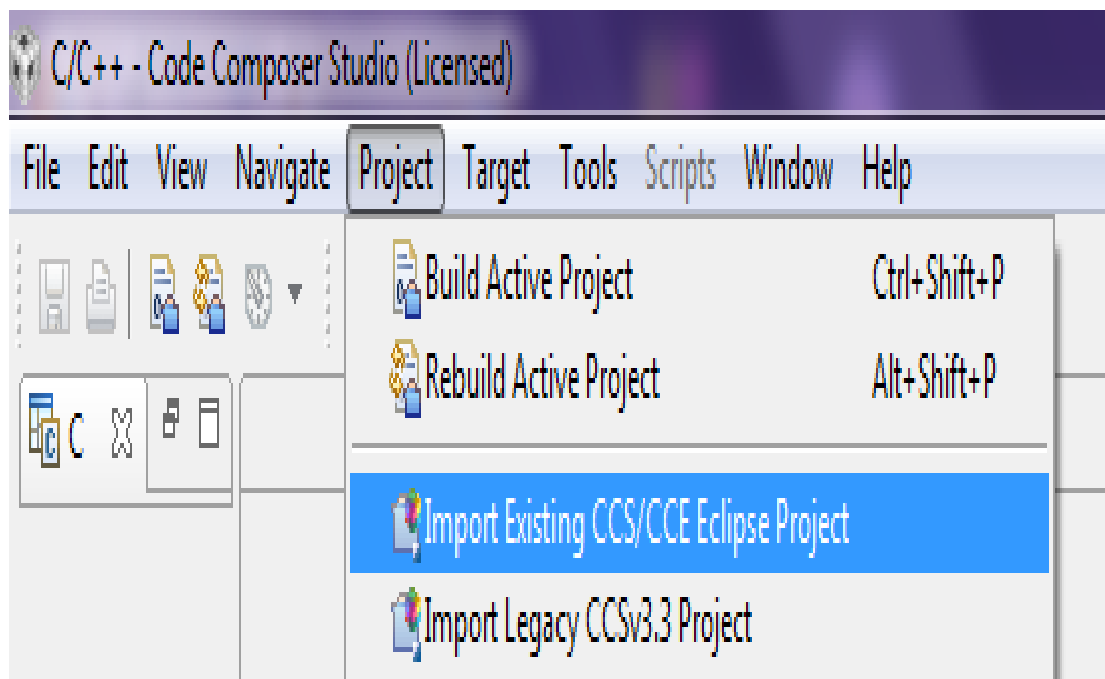 C/C++ - Code Composer Studio (Licensed)
File Edit View Navigate Project Target Tools Scripts Window Help
Build Active Project Ctrl+Shift+P
Rebuild Active Project Alt+Shift+P
C
Import Existing CCS/CCE Eclipse Project
Import Legacy CCSv3.3 Project